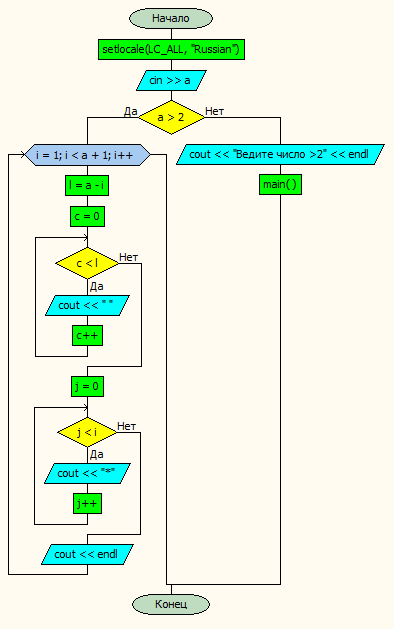 Начало
setlocale(LC_ALL, "Russian")
cin >> a
Да
a > 2
Нет
i = 1; i < a + 1; i++
cout << "Ведите число >2" << endl
l = a - i
main( )
c = 0
c < l
Нет
Да
cout << " "
c++
j = 0
j < i
Нет
Да
cout << "*"
j++
cout << endl
Конец